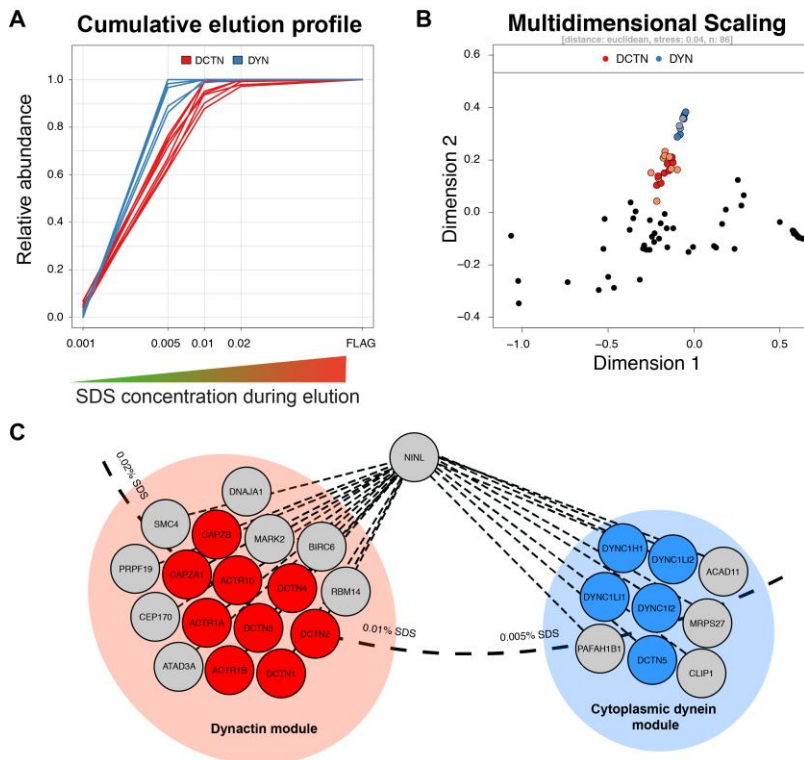 A
Cumulative elution profile
DCTN DYN
Relative abundance
1.0
0.8
0.6
0.4
0.2
0.0
0.001 0.005 0.01 0.02 FLAG
SDS concentration during elution
B
Multidimensional Scaling
[distance: euclidean, stress: 0.04, n: 86]
DCTN DYN
Dimension 2
0.6
0.4
0.2
0.0
−0.2
−0.4
−1.0 −0.5 0.0 0.5
Dimension 1
C
0.02% SDS
NINL
DNAJA1
SMC4
CAPZB
MARK2
BIRC6
PRPF19
CAPZA1
ACTR10
DCTN4
RBM14
CEP170
ACTR1A
DCTN3
DCTN2
ATAD3A
ACTR1B
DCTN1
Dynactin module
0.01% SDS
0.005% SDS
DYNC1H1
DYNC1LI2
ACAD11
DYNC1LI1
DYNC1I2
MRPS27
PAFAH1B1
DCTN5
CLIP1
Cytoplasmic dynein
module